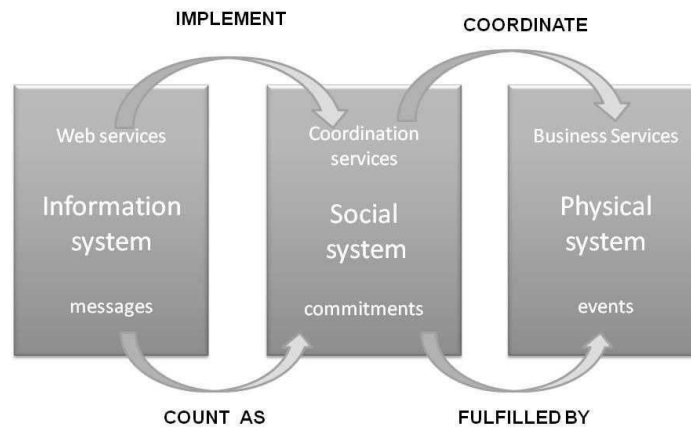 IMPLEMENT
COORDINATE
Web services
Information
system
messages
Coordination
services
Social
system
commitments
Business Services
Physical
system
events
COUNT AS
FULFILLED BY